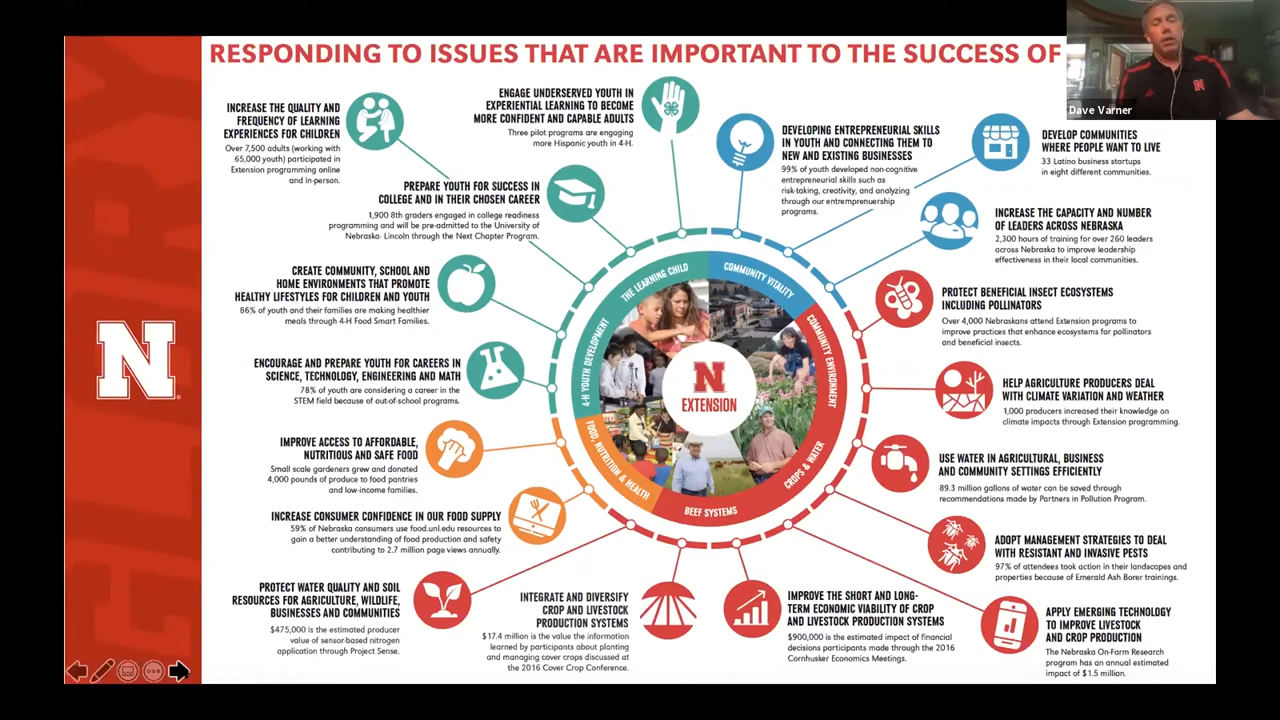 RESPONDING TO ISSUES THAT ARE IMPORTANT TO THE SUCCESS OF
Dave Varner
INCREASE THE QUALITY AND
FREQUENCY OF LEARNING
EXPERIENCES FOR CHILDREN
Over 7,500 adults (working with
65,000 youth) participated in
Extension programming online
and in-person.
ENGAGE UNDERSERVED YOUTH IN
EXPERIENTIAL LEARNING TO BECOME
MORE CONFIDENT AND CAPABLE ADULTS
Three pilot programs are engaging
more Hispanic youth in 4-H.
DEVELOPING ENTREPRENEURIAL SKILLS
IN YOUTH AND CONNECTING THEM TO
NEW AND EXISTING BUSINESSES
99% of youth developed non-cognitive
entrepreneurial skills such as
risk-taking, creativity, and analyzing
through our entremprenuership
programs.
DEVELOP COMMUNITIES
WHERE PEOPLE WANT TO LIVE
33 Latino business startups
in eight different communities.
PREPARE YOUTH FOR SUCCESS IN
COLLEGE AND IN THEIR CHOSEN CAREER
1,900 8th graders engaged in college readiness
programming and will be pre-admitted to the University of
Nebraska- Lincoln through the Next Chapter Program.
INCREASE THE CAPACITY AND NUMBER
OF LEADERS ACROSS NEBRASKA
2,300 hours of training for over 260 leaders
across Nebraska to improve leadership
effectiveness in their local communities.
CREATE COMMUNITY, SCHOOL AND
HOME ENVIRONMENTS THAT PROMOTE
HEALTHY LIFESTYLES FOR CHILDREN AND YOUTH
86% of youth and their families are making healthier
meals through 4-H Food Smart Families.
PROTECT BENEFICIAL INSECT ECOSYSTEMS
INCLUDING POLLINATORS
Over 4,000 Nebraskans attend Extension programs to
improve practices that enhance ecosystems for pollinators
and beneficial insects.
ENCOURAGE AND PREPARE YOUTH FOR CAREERS IN
SCIENCE, TECHNOLOGY, ENGINEERING AND MATH
78% of youth are considering a career in the
STEM field because of out-of-school programs.
HELP AGRICULTURE PRODUCERS DEAL
WITH CLIMATE VARIATION AND WEATHER
1,000 producers increased their knowledge on
climate impacts through Extension programming.
IMPROVE ACCESS TO AFFORDABLE,
NUTRITIOUS AND SAFE FOOD
Small scale gardeners grew and donated
4,000 pounds of produce to food pantries
and low-income families.
USE WATER IN AGRICULTURAL, BUSINESS
AND COMMUNITY SETTINGS EFFICIENTLY
89.3 million gallons of water can be saved through
recommendations made by Partners in Pollution Program.
INCREASE CONSUMER CONFIDENCE IN OUR FOOD SUPPLY
59% of Nebraska consumers use food.unl.edu resources to
gain a better understanding of food production and safety
contributing to 2.7 million page views annually.
ADOPT MANAGEMENT STRATEGIES TO DEAL
WITH RESISTANT AND INVASIVE PESTS
97% of attendees took action in their landscapes and
properties because of Emerald Ash Borer trainings.
PROTECT WATER QUALITY AND SOIL
RESOURCES FOR AGRICULTURE, WILDLIFE,
BUSINESSES AND COMMUNITIES
$475,000 is the estimated producer
value of sensor-based nitrogen
application through Project Sense.
INTEGRATE AND DIVERSIFY
CROP AND LIVESTOCK
PRODUCTION SYSTEMS
$17.4 million is the value the information
learned by participants about planting
and managing cover crops discussed at
the 2016 Cover Crop Conference.
IMPROVE THE SHORT AND LONG-
TERM ECONOMIC VIABILITY OF CROP
AND LIVESTOCK PRODUCTION SYSTEMS
$900,000 is the estimated impact of financial
decisions participants made through the 2016
Cornhusker Economics Meetings.
APPLY EMERGING TECHNOLOGY
TO IMPROVE LIVESTOCK
AND CROP PRODUCTION
The Nebraska On-Farm Research
program has an annual estimated
impact of $1.5 million.
THE LEARNING CHILD
COMMUNITY VITALITY
COMMUNITY ENVIRONMENT
CROPS & WATER
BEEF SYSTEMS
FOOD, NUTRITION & HEALTH
4-H YOUTH DEVELOPMENT
N
EXTENSION
N
N